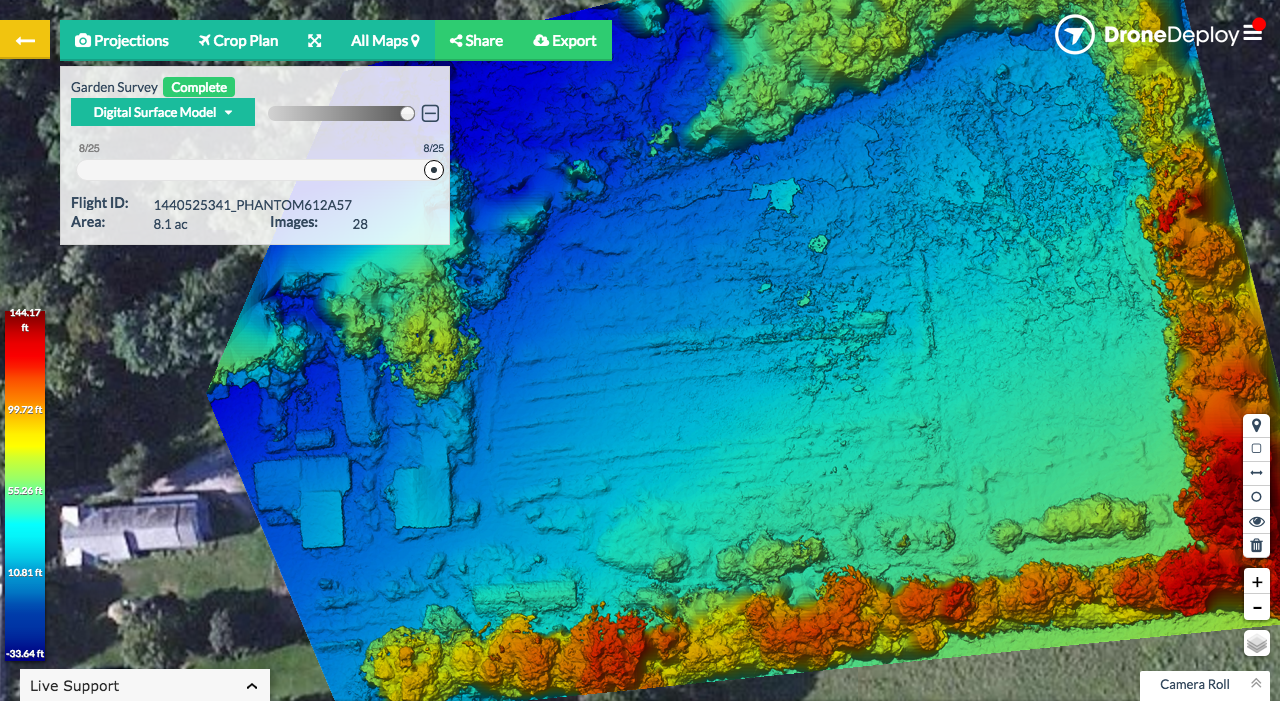 Projections
Crop Plan
All Maps
Share
Export
DroneDeploy
Garden Survey Complete
Digital Surface Model
8/25 8/25
Flight ID: 1440525341_PHANTOM612A57
Area: 8.1 ac Images: 28
144.17
ft
99.72 ft
55.26 ft
10.81 ft
-33.64 ft
Live Support
Camera Roll